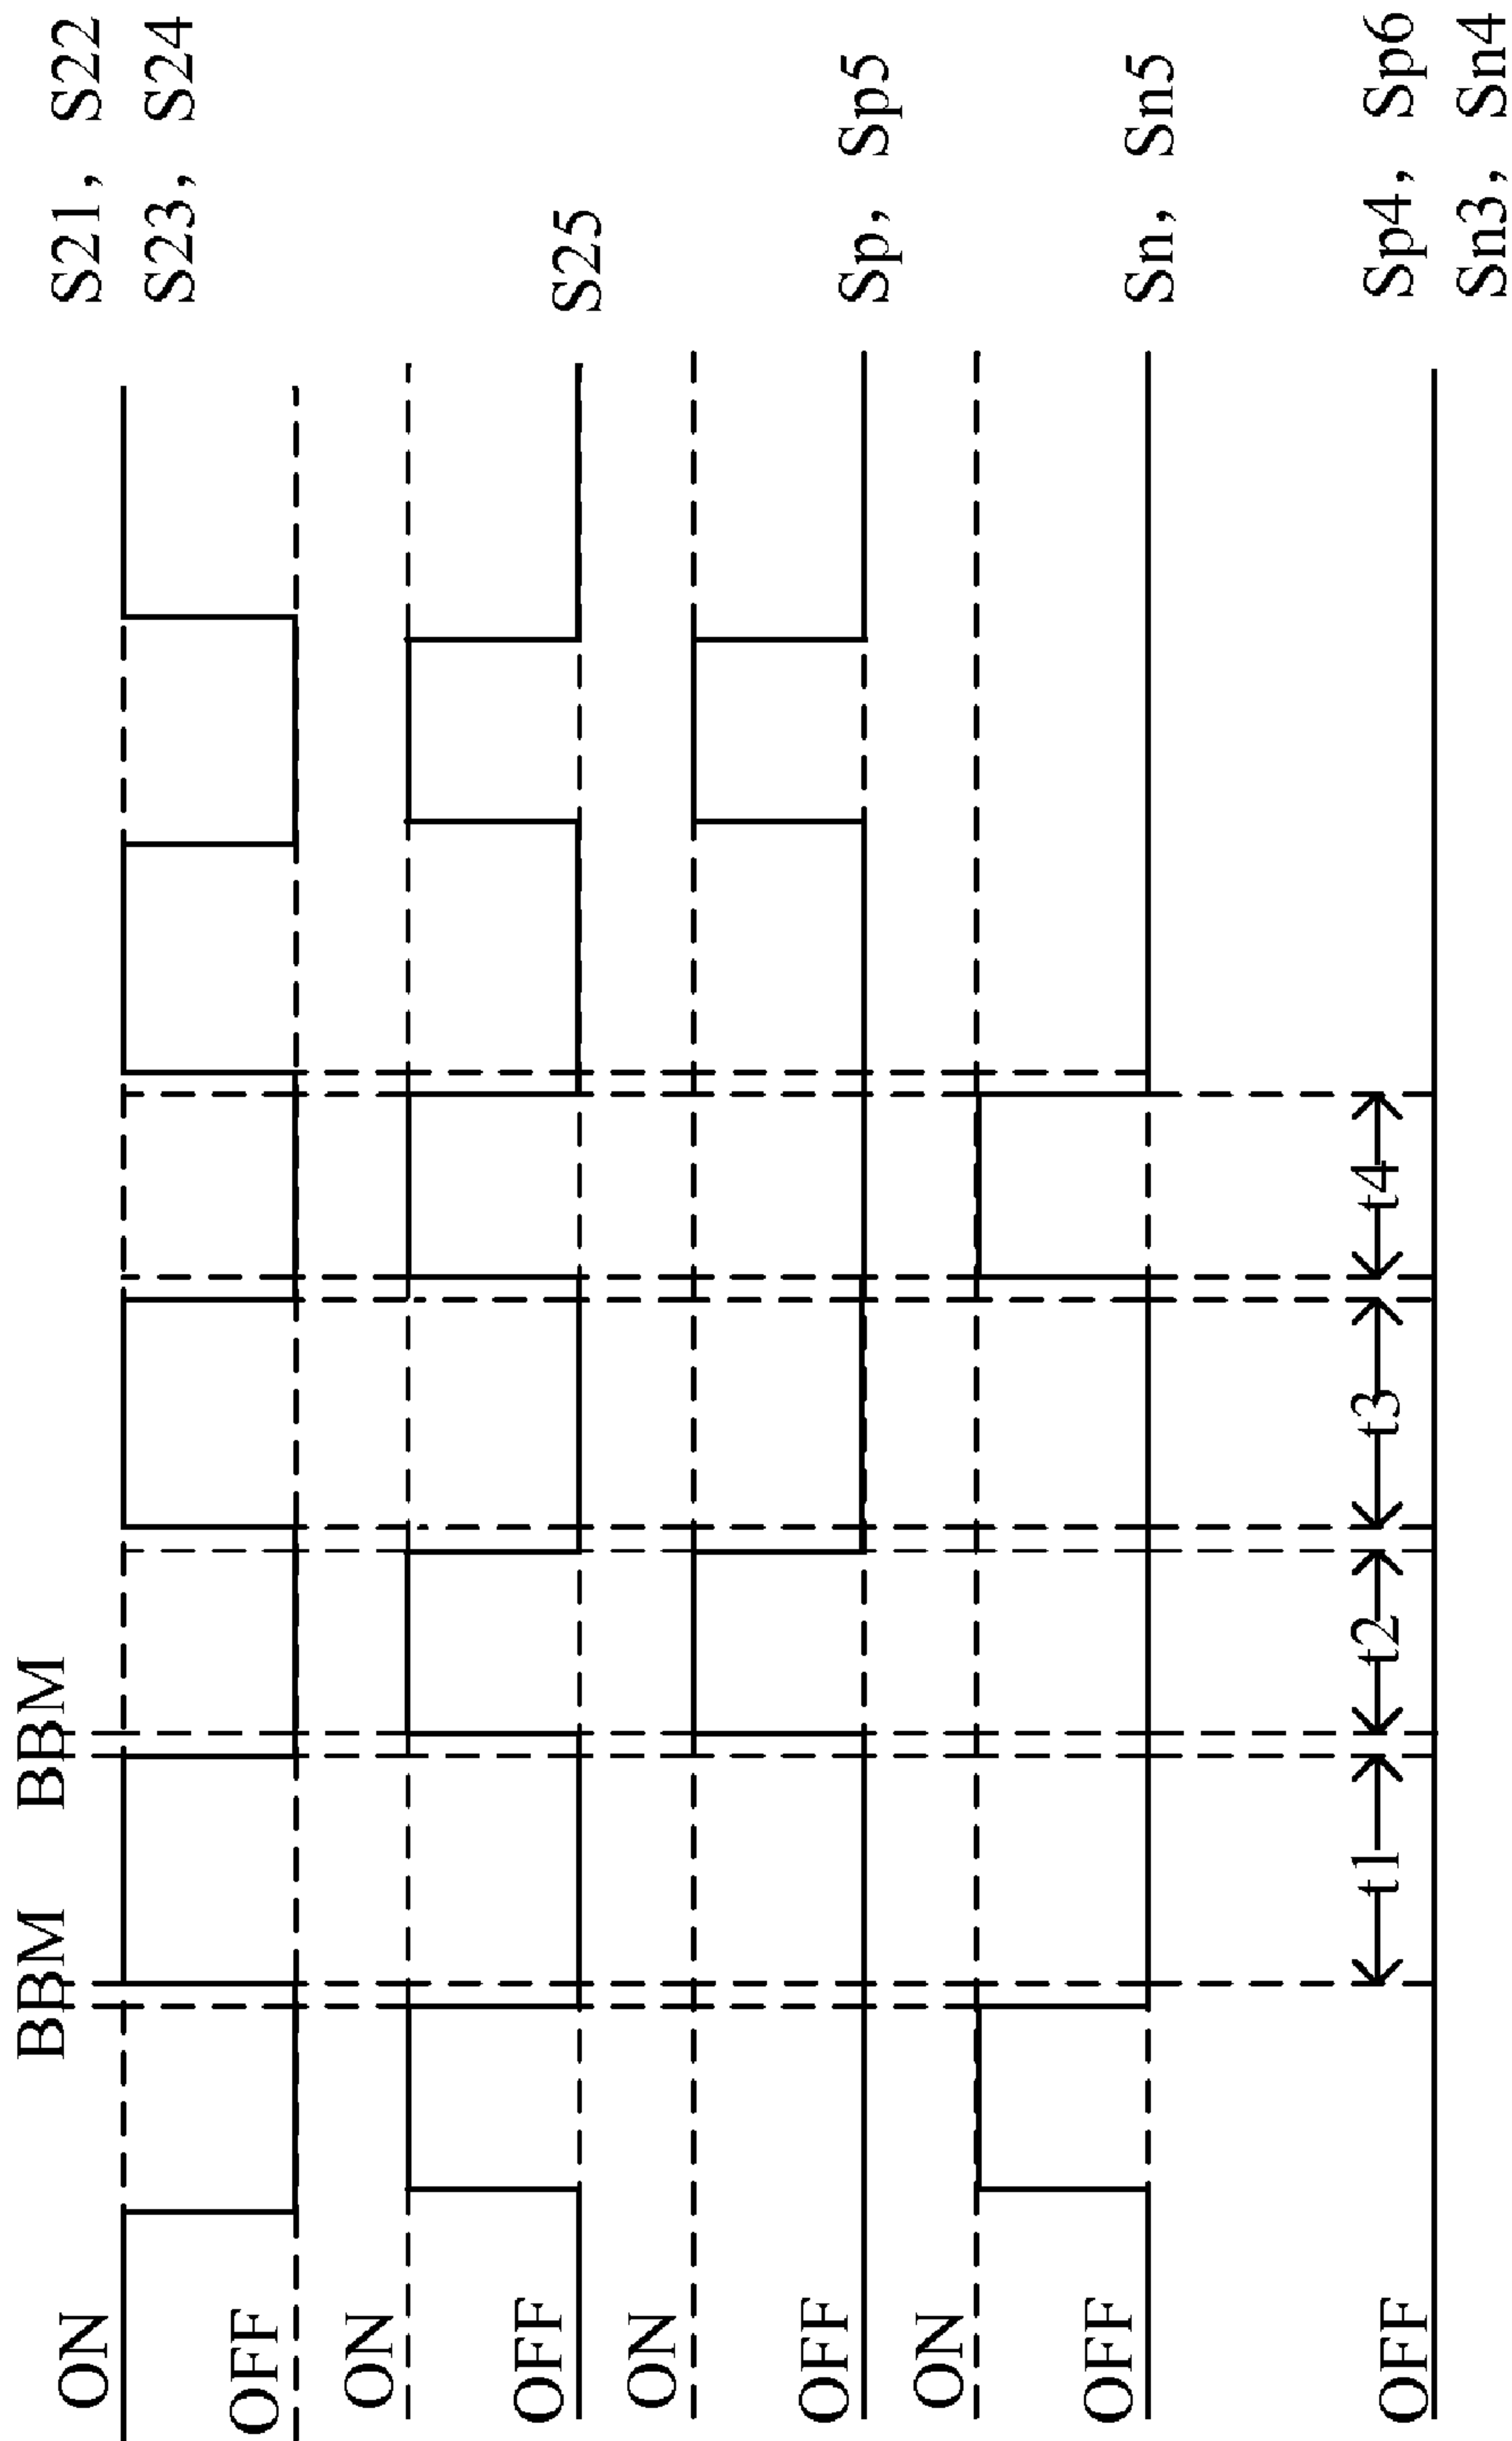 BBM BBM
ON
OFF
S21, S22
S23, S24
ON
OFF
S25
ON
OFF
Sp, Sp5
ON
OFF
Sn, Sn5
t1 t2 t3 t4
OFF
Sp4, Sp6
Sn3, Sn4